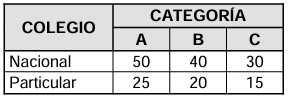 COLEGIO CATEGORÍA
A B C
Nacional 50 40 30
Particular 25 20 15